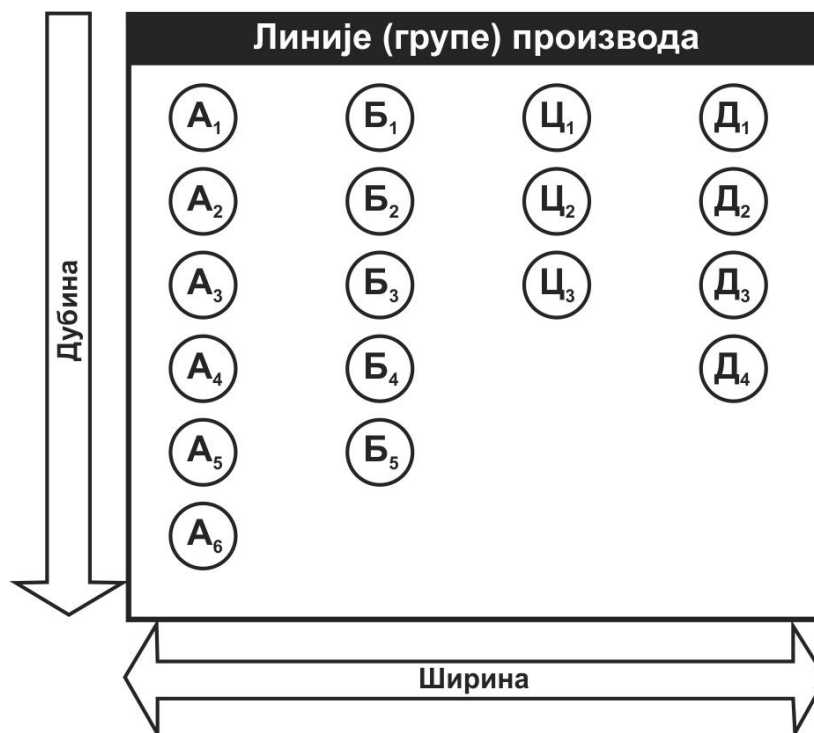 Линије (групе) производа
А₁ Б₁ Ц₁ Д₁
А₂ Б₂ Ц₂ Д₂
А₃ Б₃ Ц₃ Д₃
А₄ Б₄ Д₄
А₅ Б₅
А₆
Дубина
Ширина